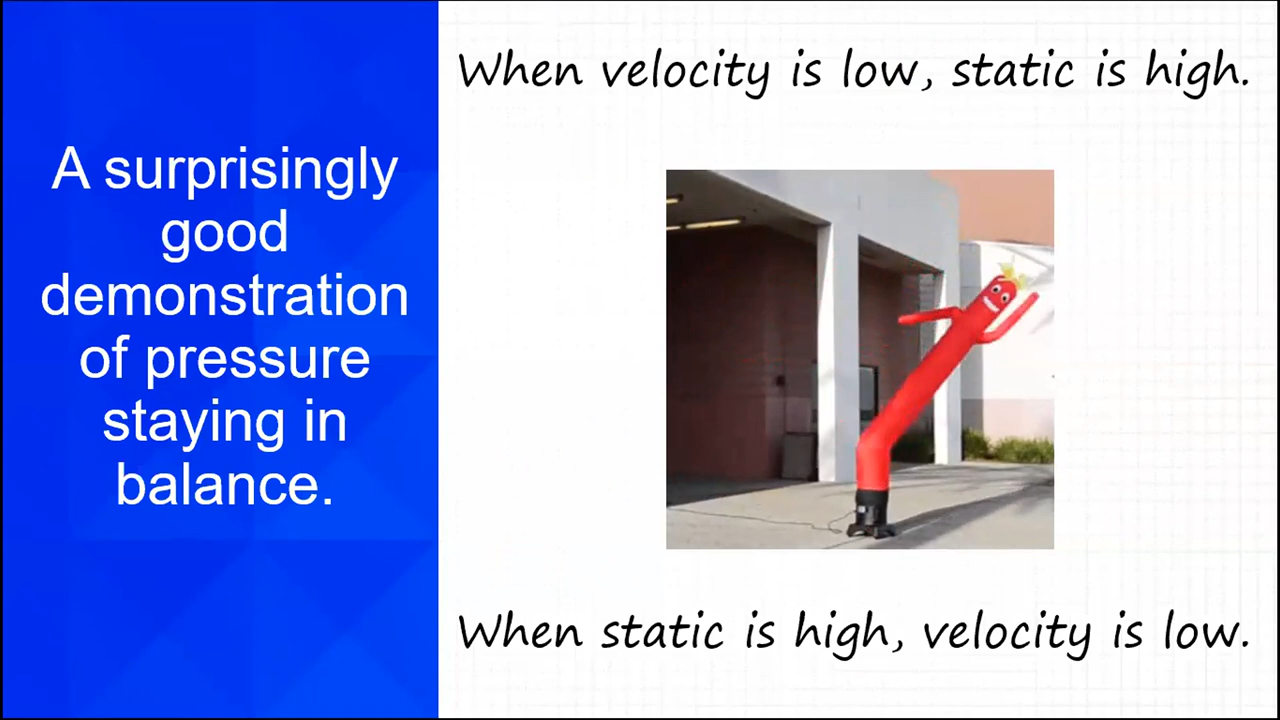 A surprisingly
good
demonstration
of pressure
staying in
balance.
When velocity is low, static is high.
When static is high, velocity is low.